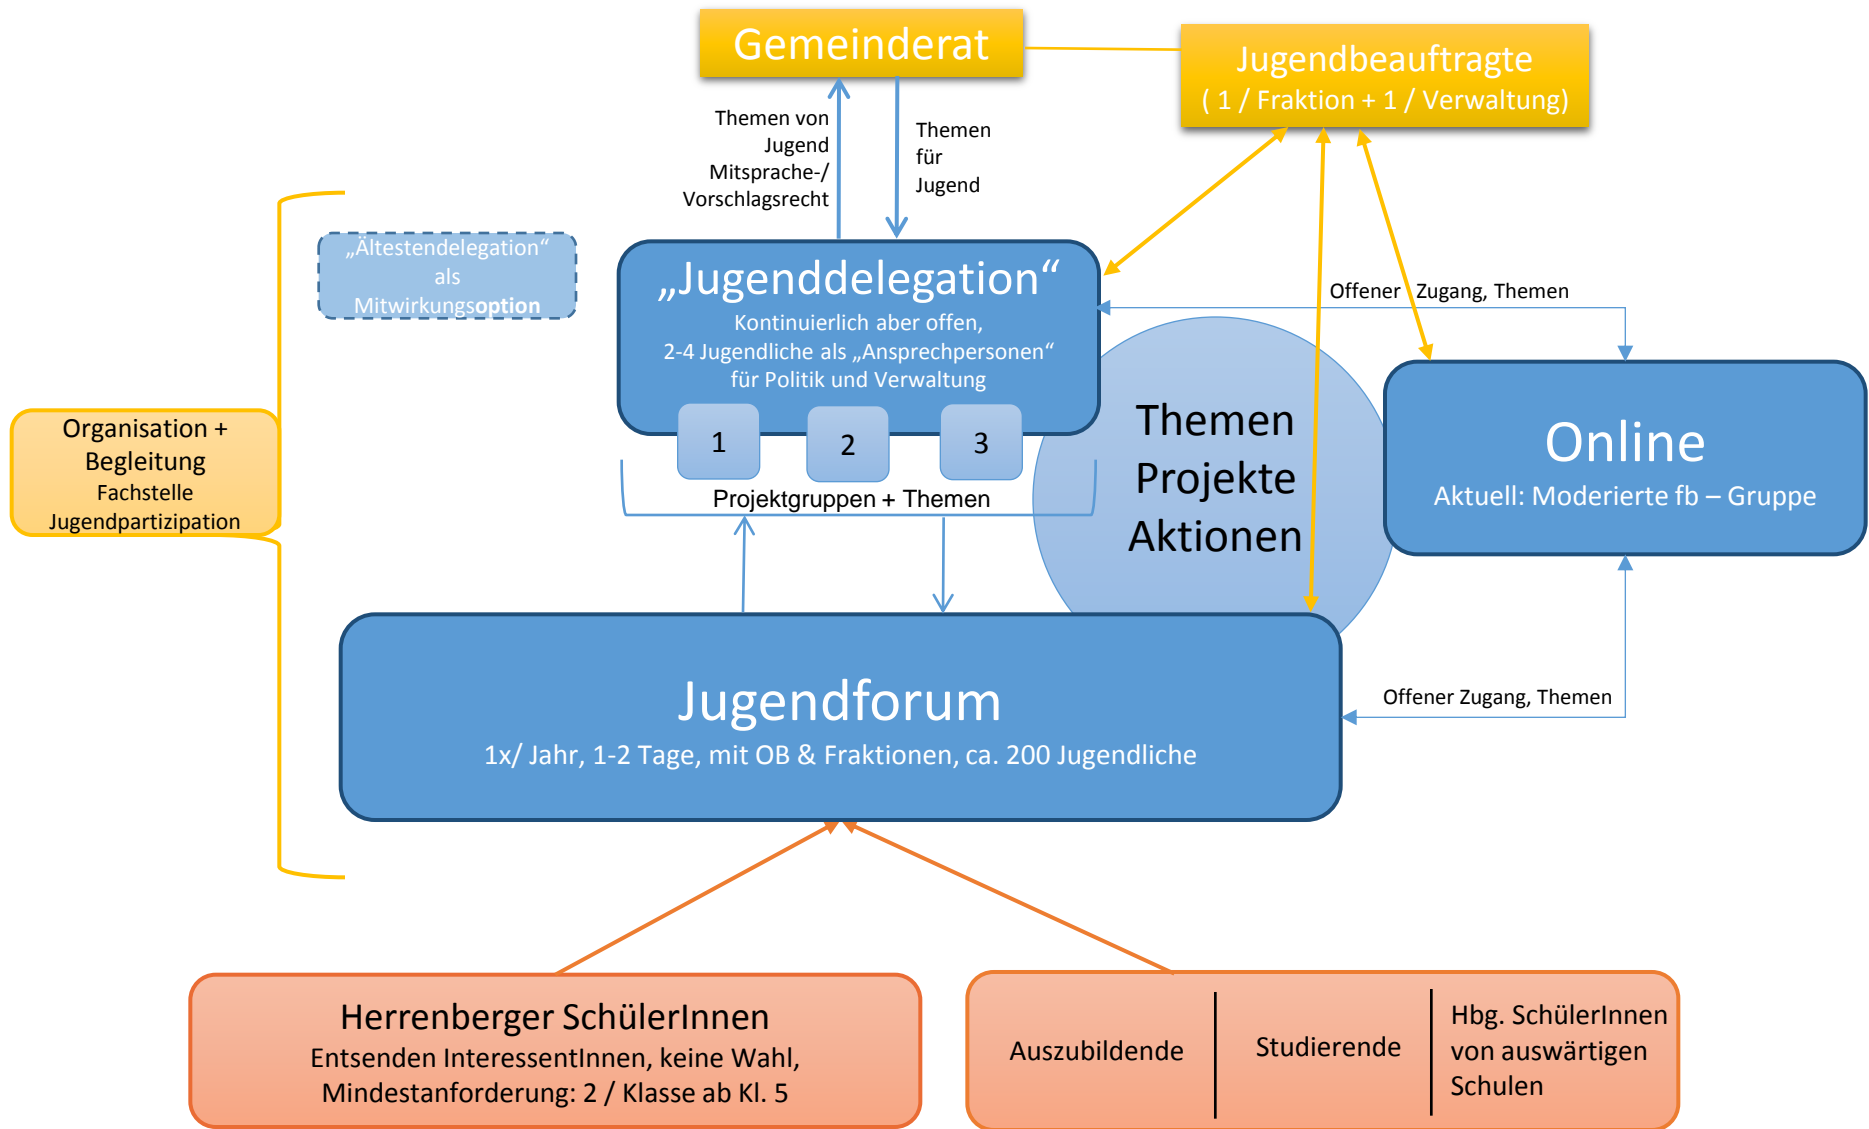 Gemeinderat
Jugendbeauftragte
( 1 / Fraktion + 1 / Verwaltung)
Themen von
Jugend
Mitsprache-/
Vorschlagsrecht
Themen
für
Jugend
„Ältestendelegation“
als
Mitwirkungsoption
„Jugenddelegation“
Kontinuierlich aber offen,
2-4 Jugendliche als „Ansprechpersonen“
für Politik und Verwaltung
1
2
3
Projektgruppen + Themen
Offener Zugang, Themen
Organisation +
Begleitung
Fachstelle
Jugendpartizipation
Themen
Projekte
Aktionen
Online
Aktuell: Moderierte fb – Gruppe
Jugendforum
1x/ Jahr, 1-2 Tage, mit OB & Fraktionen, ca. 200 Jugendliche
Offener Zugang, Themen
Herrenberger SchülerInnen
Entsenden InteressentInnen, keine Wahl,
Mindestanforderung: 2 / Klasse ab Kl. 5
Auszubildende
Studierende
Hbg. SchülerInnen
von auswärtigen
Schulen